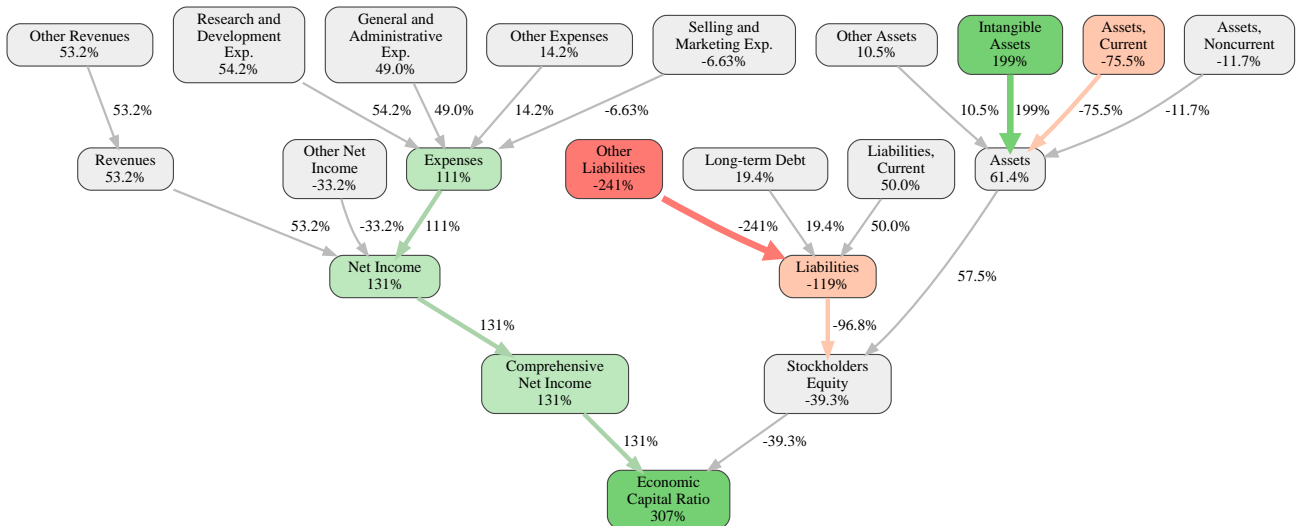 Other Revenues
53.2%
Research and
Development
Exp.
54.2%
General and
Administrative
Exp.
49.0%
Other Expenses
14.2%
Selling and
Marketing Exp.
-6.63%
Other Assets
10.5%
Intangible
Assets
199%
Assets,
Current
-75.5%
Assets,
Noncurrent
-11.7%
53.2%
54.2%
49.0%
14.2%
-6.63%
10.5%
199%
-75.5%
-11.7%
Revenues
53.2%
Other Net
Income
-33.2%
Expenses
111%
Other
Liabilities
-241%
Long-term Debt
19.4%
Liabilities,
Current
50.0%
Assets
61.4%
53.2%
-33.2%
111%
-241%
19.4%
50.0%
57.5%
Net Income
131%
Liabilities
-119%
131%
-96.8%
Comprehensive
Net Income
131%
Stockholders
Equity
-39.3%
131%
-39.3%
Economic
Capital Ratio
307%